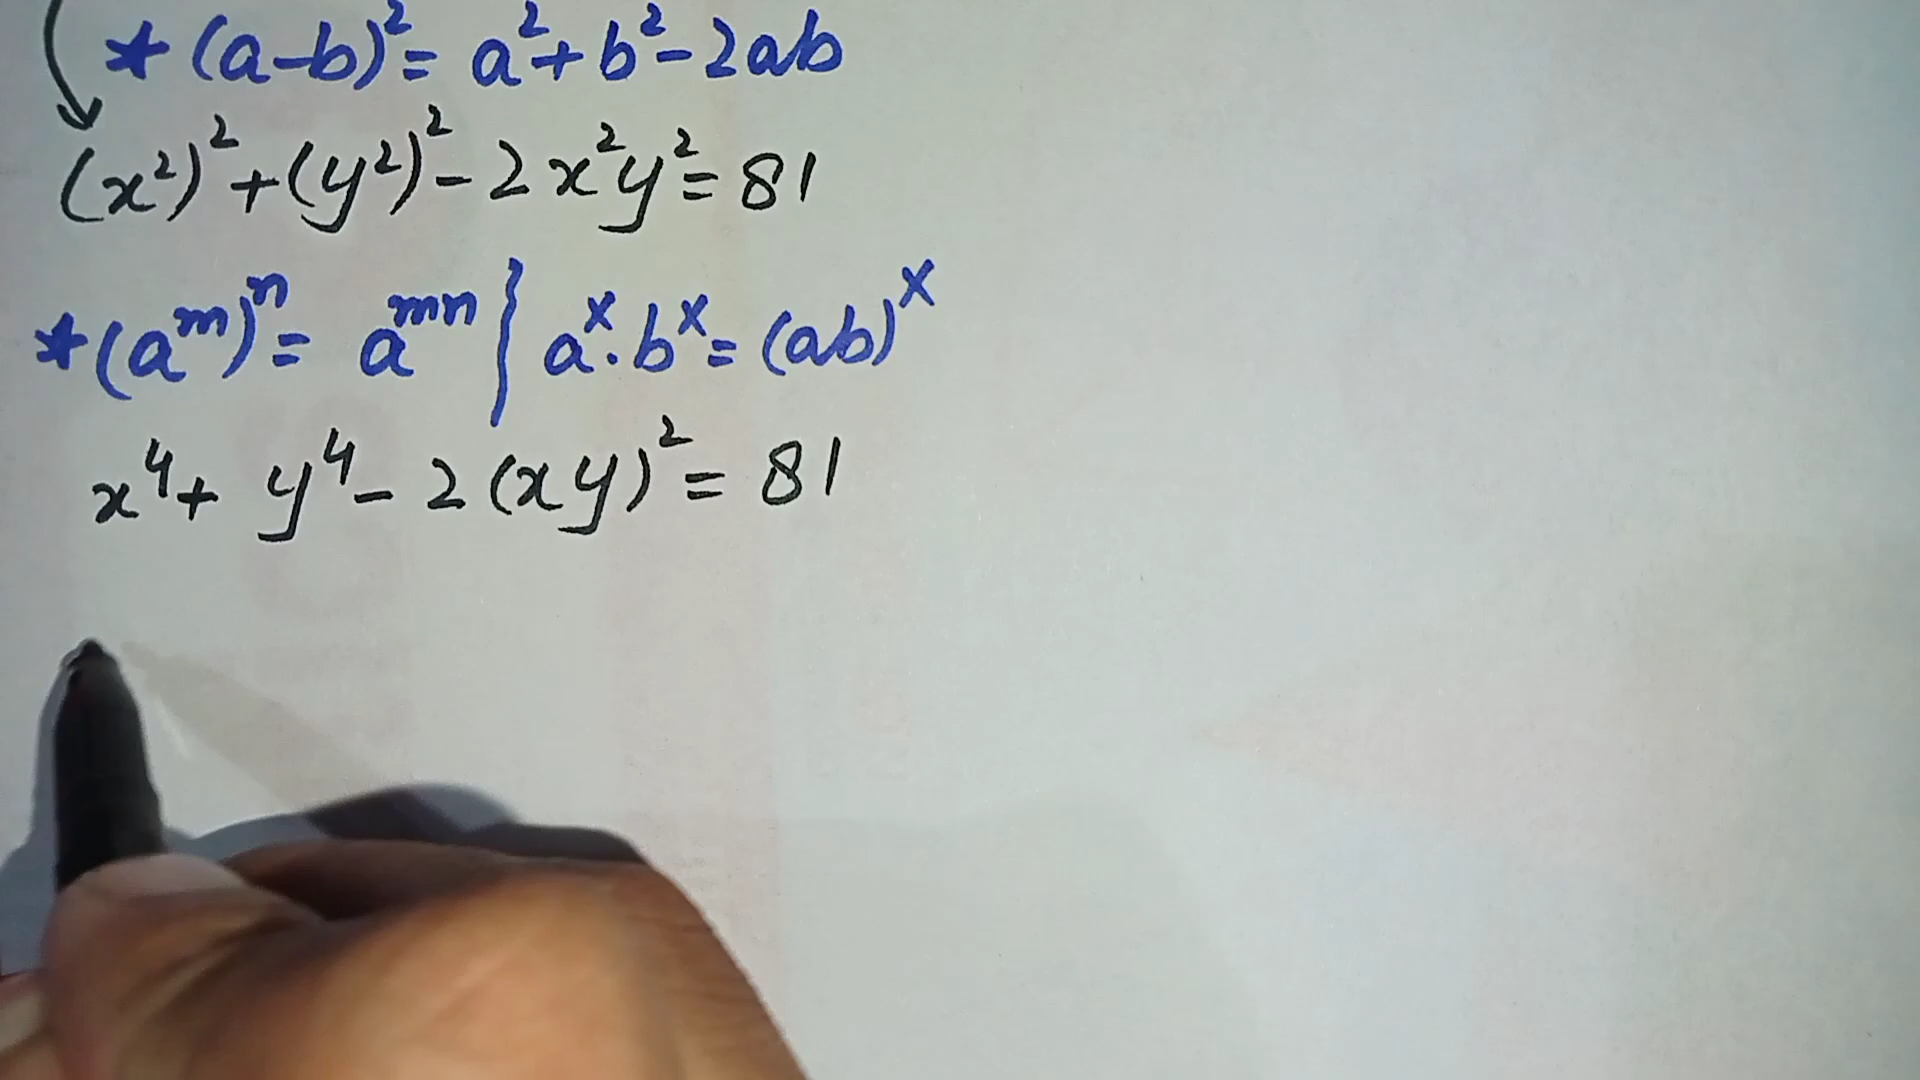 * (a-b)² = a² + b² - 2ab
(x²)² + (y²)² - 2x²y² = 81
* (aᵐ)ⁿ = aᵐⁿ } aˣ · bˣ = (ab)ˣ
x⁴ + y⁴ - 2(xy)² = 81